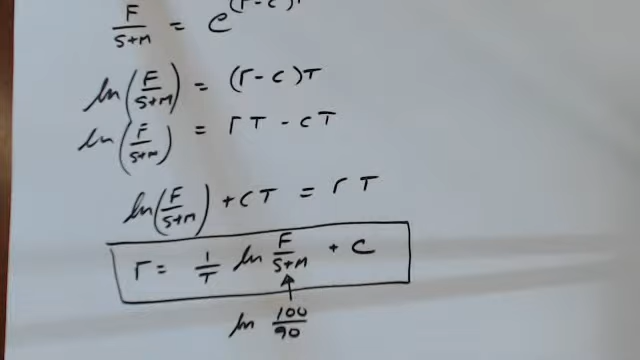 F/(S+M) = e^(r-c)T
ln(F/(S+M)) = (r-c)T
ln(F/(S+M)) = rT - cT
ln(F/(S+M)) + cT = rT
r = 1/T ln F/(S+M) + c
ln 100/90